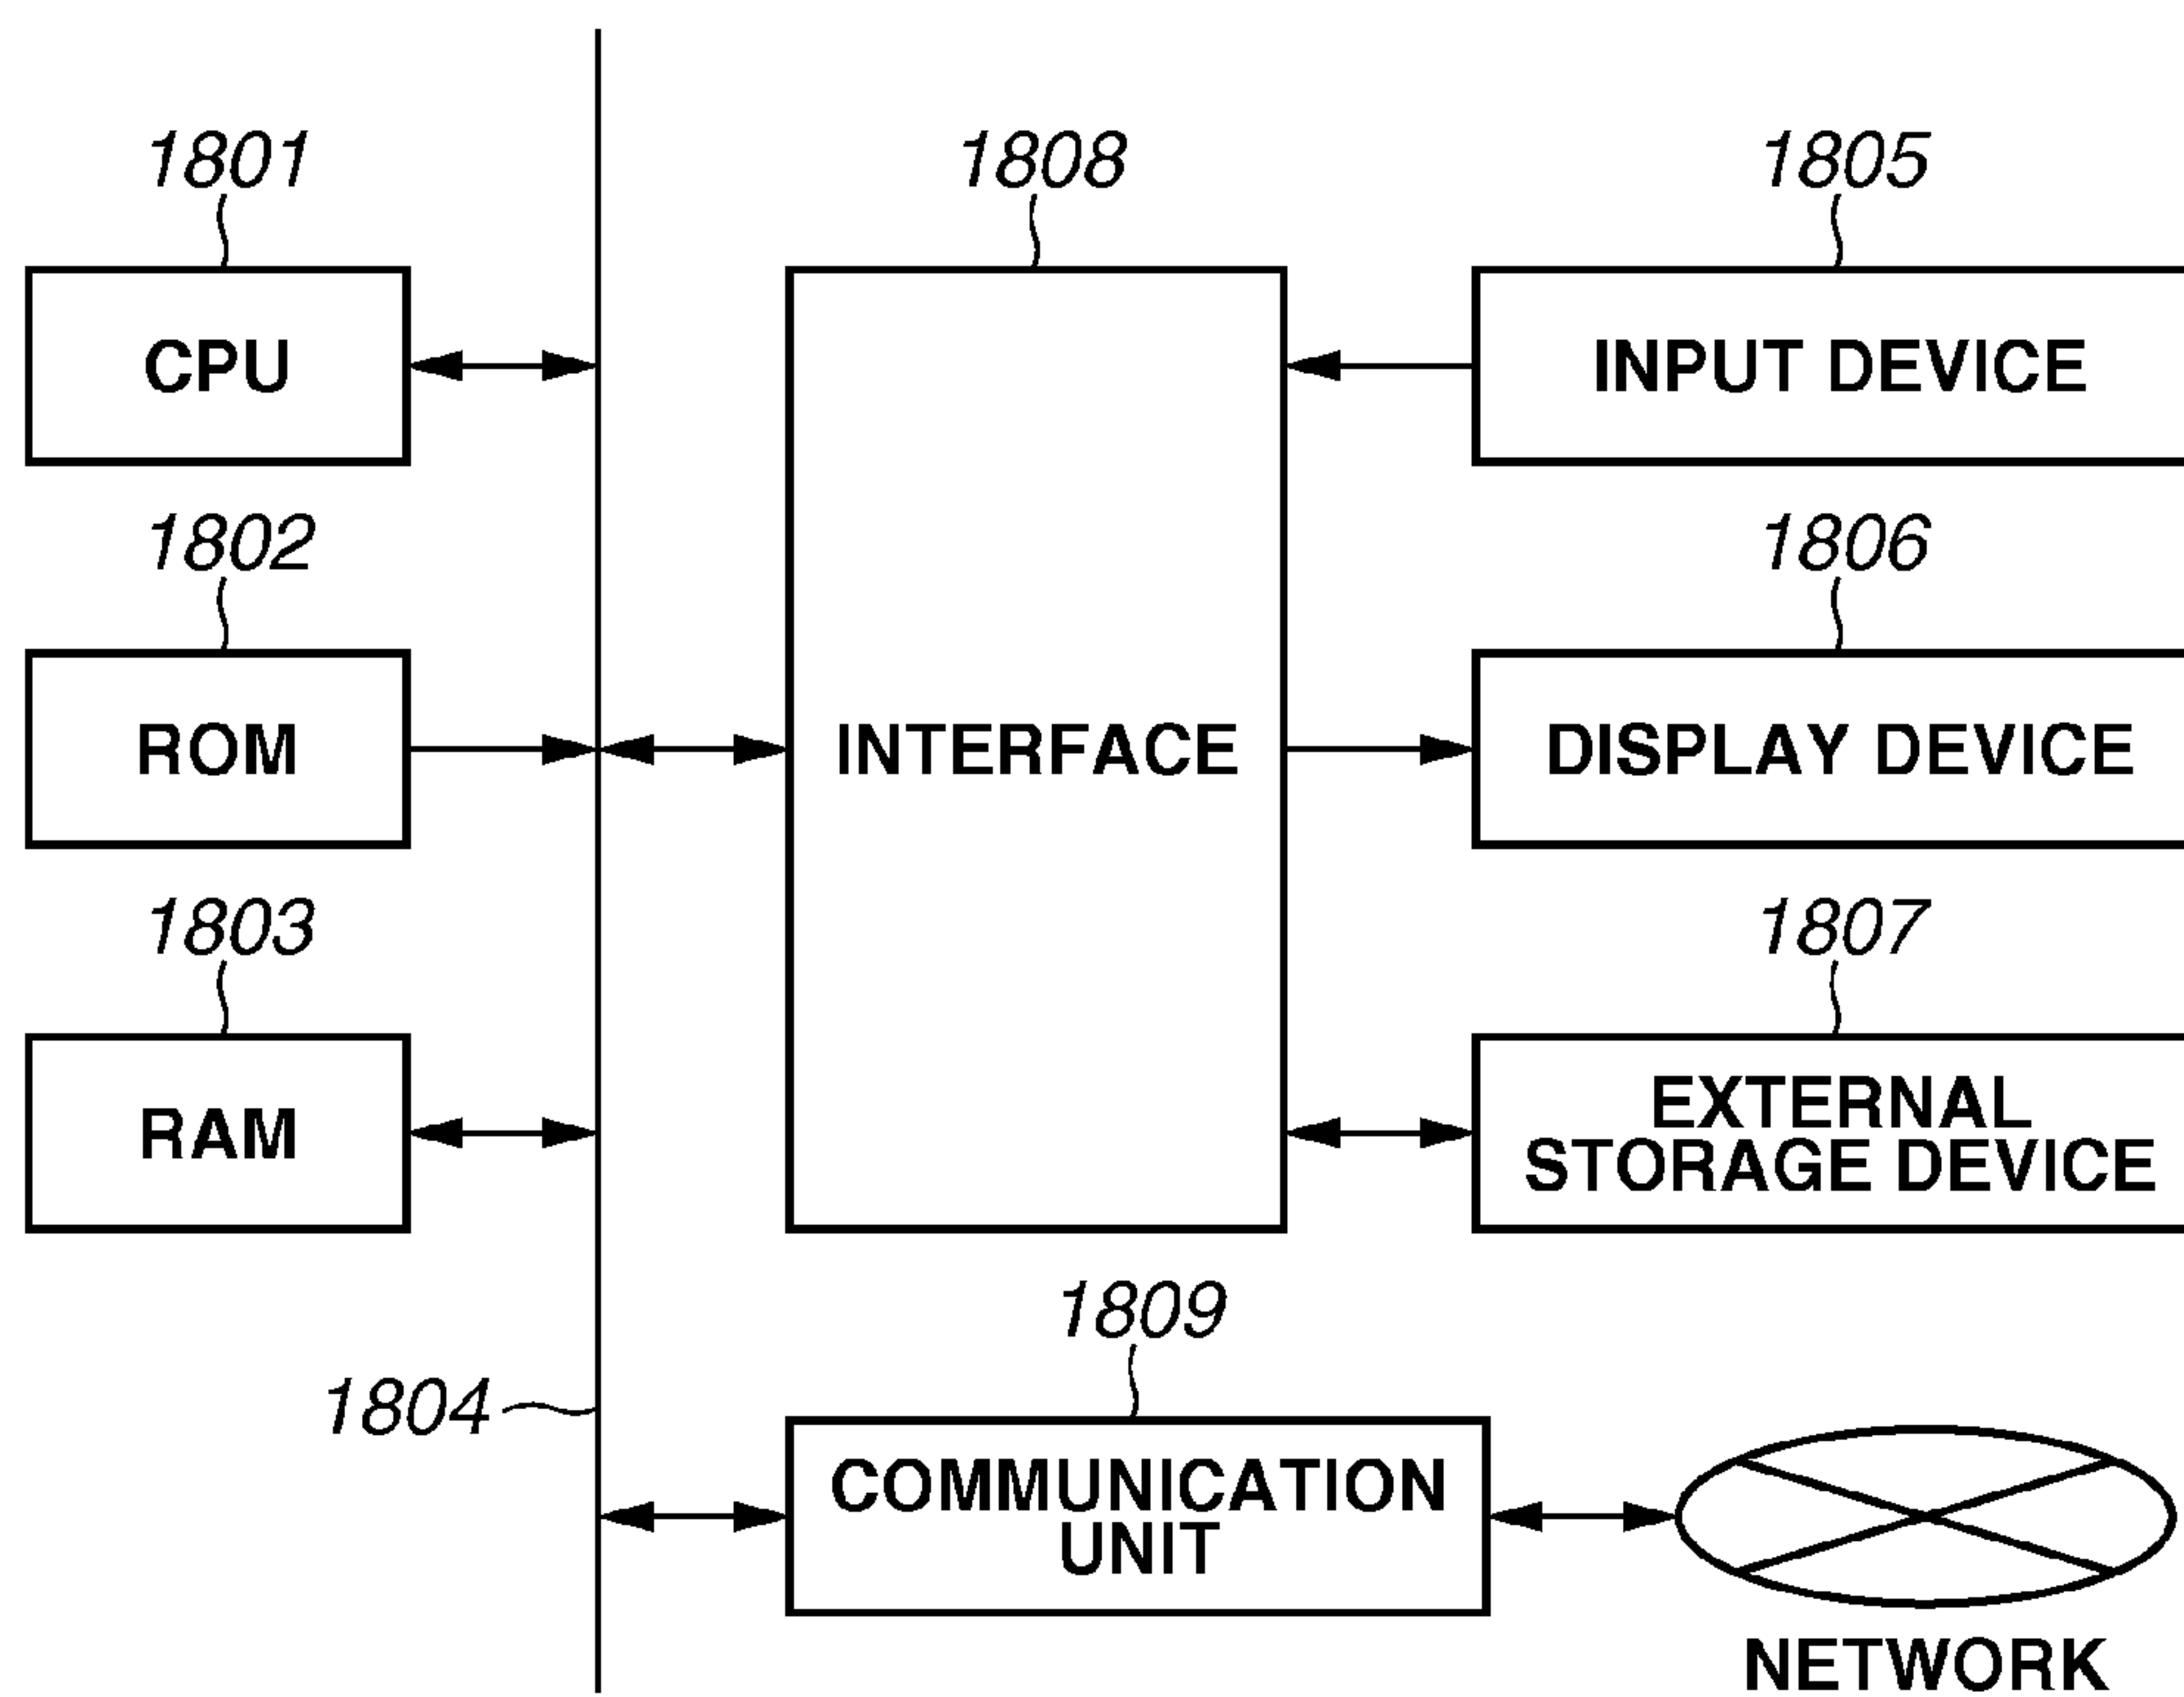 1801
1808
1805
CPU
INPUT DEVICE
1802
1806
ROM
INTERFACE
DISPLAY DEVICE
1803
1807
RAM
EXTERNAL
STORAGE DEVICE
1809
1804
COMMUNICATION
UNIT
NETWORK